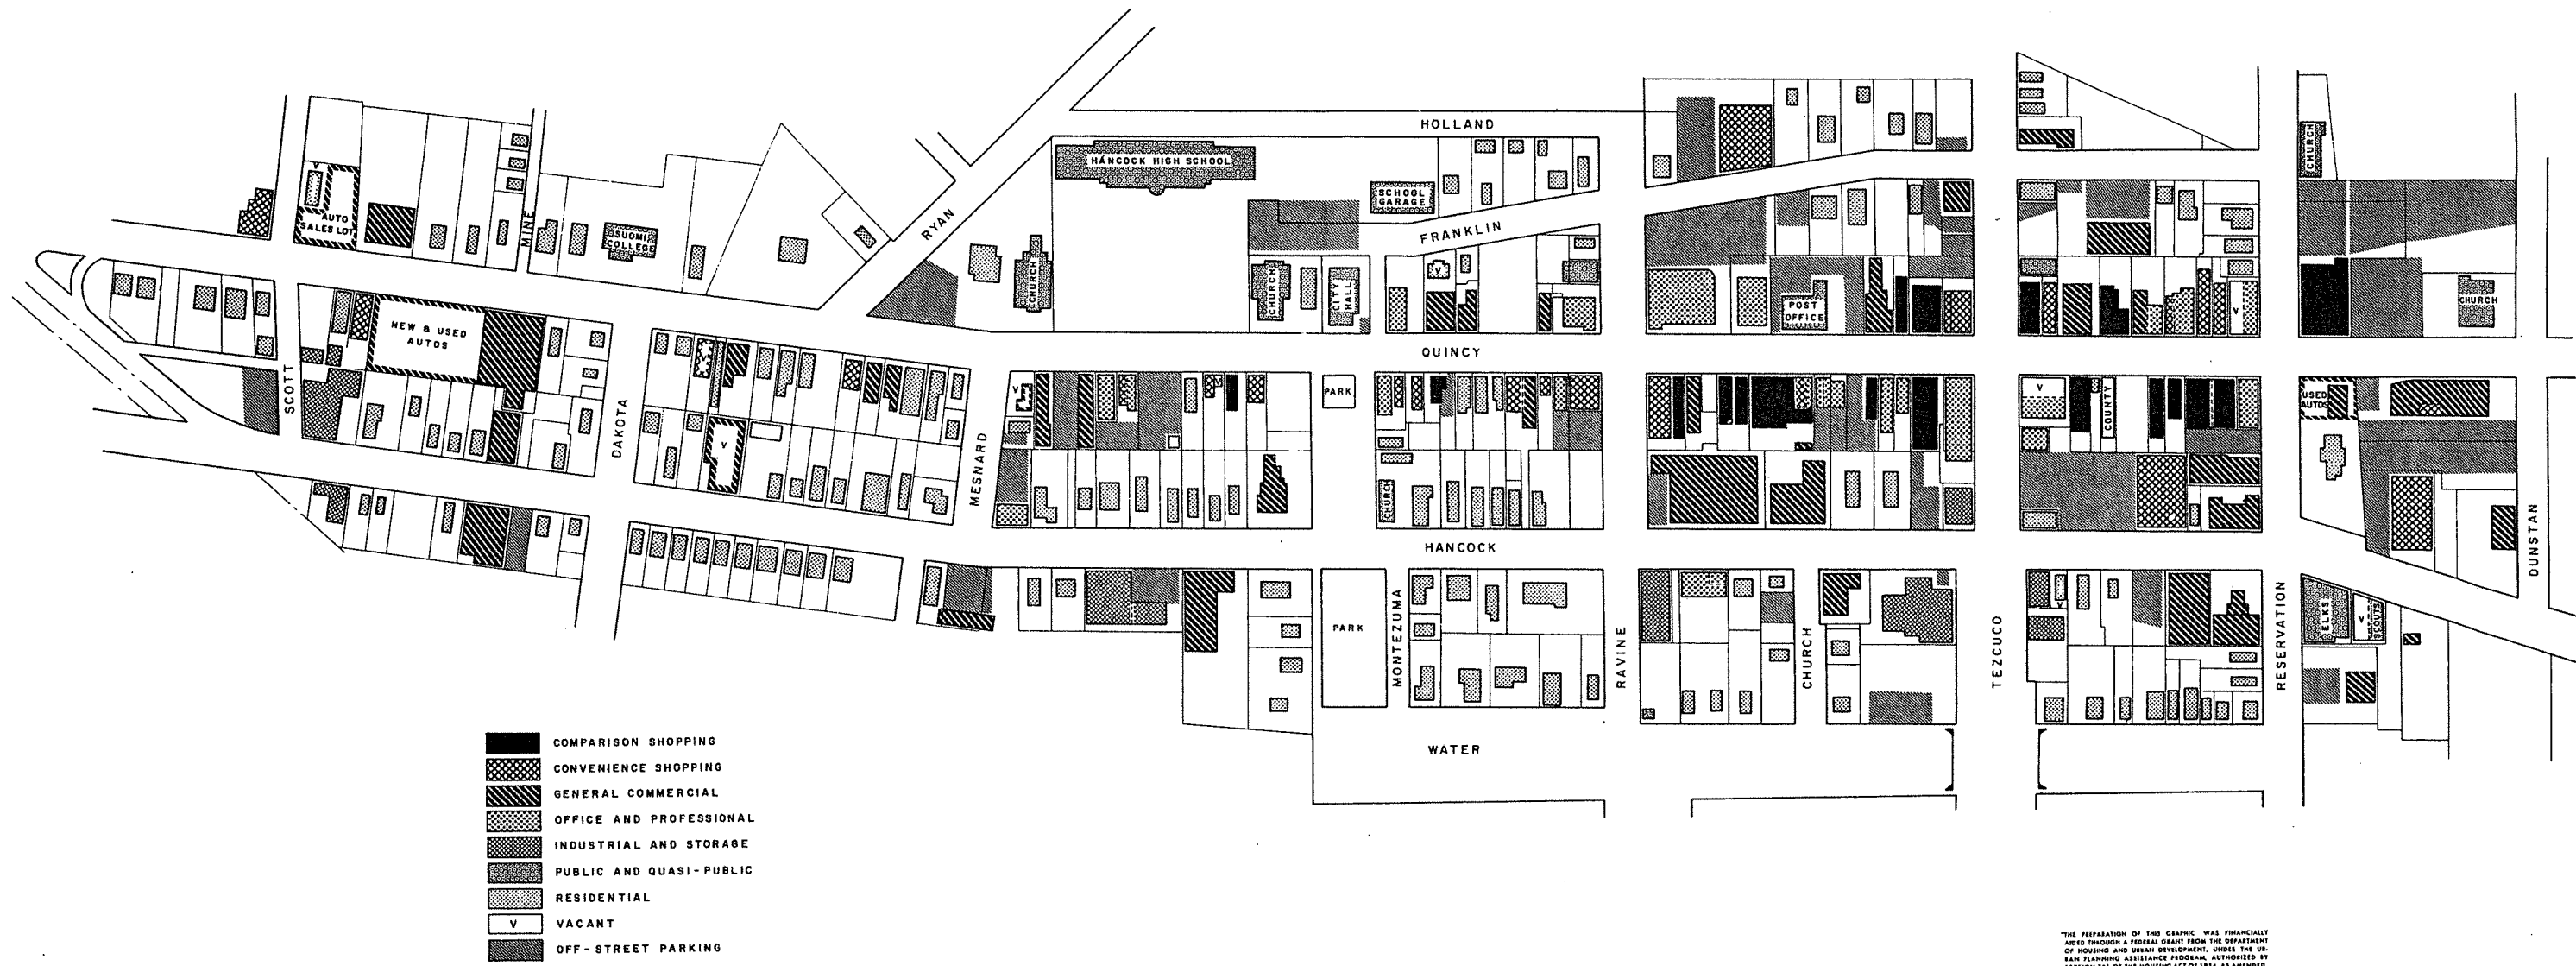 HOLLAND
HANCOCK HIGH SCHOOL
CHURCH
SCHOOL
GARAGE
V
AUTO
SALES LOT
MINE
SUOMI
COLLEGE
RYAN
FRANKLIN
CHURCH
CHURCH
CITY
HALL
V
POST
OFFICE
V
CHURCH
NEW & USED
AUTOS
QUINCY
SCOTT
DAKOTA
MESNARD
V
V
PARK
V
COUNTY
USED
AUTOS
CHURCH
HANCOCK
DUNSTAN
PARK
MONTEZUMA
RAVINE
CHURCH
TEZCUCO
V
RESERVATION
ELKS
V
SCOUTS
WATER
COMPARISON SHOPPING
CONVENIENCE SHOPPING
GENERAL COMMERCIAL
OFFICE AND PROFESSIONAL
INDUSTRIAL AND STORAGE
PUBLIC AND QUASI-PUBLIC
RESIDENTIAL
V VACANT
OFF-STREET PARKING
"THE PREPARATION OF THIS GRAPHIC WAS FINANCIALLY
AIDED THROUGH A FEDERAL GRANT FROM THE DEPARTMENT
OF HOUSING AND URBAN DEVELOPMENT, UNDER THE UR-
BAN PLANNING ASSISTANCE PROGRAM, AUTHORIZED BY